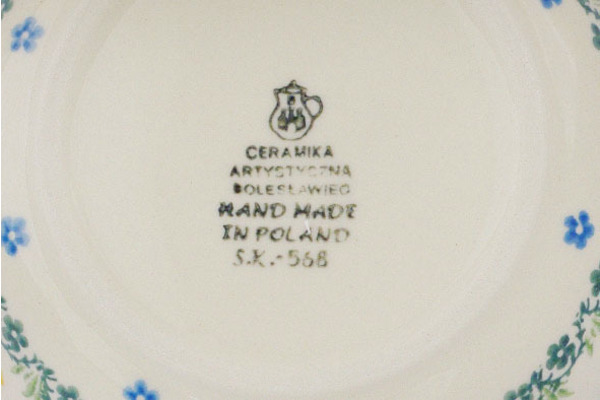 CERAMIKA
ARTYSTYCZNA
BOLESŁAWIEC
HAND MADE
IN POLAND
S.K.-568